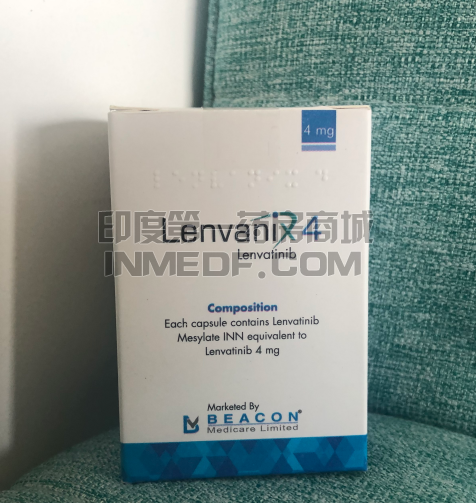 4 mg
Lenvanix 4
Lenvatinib
印度第一药房商城
INMEDF.COM
Composition
Each capsule contains Lenvatinib
Mesylate INN equivalent to
Lenvatinib 4 mg
Marketed By
BEACON®
Medicare Limited